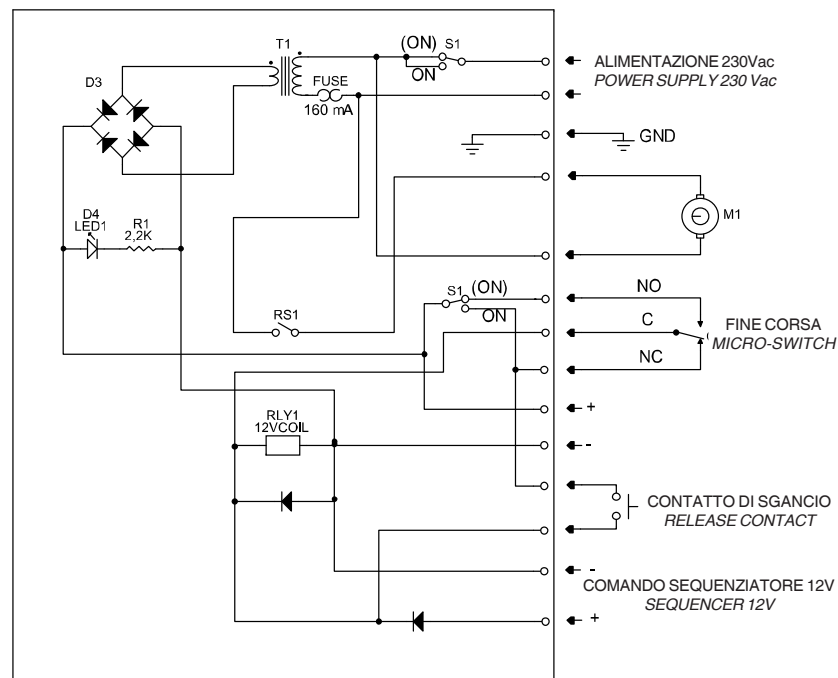 T1
(ON)
S1
ON
ALIMENTAZIONE 230Vac
POWER SUPPLY 230 Vac
D3
FUSE
160 mA
GND
M1
D4
LED1
R1
2,2K
S1
(ON)
ON
NO
RS1
C
FINE CORSA
MICRO-SWITCH
NC
+
RLY1
12VCOIL
-
CONTATTO DI SGANCIO
RELEASE CONTACT
-
COMANDO SEQUENZIATORE 12V
SEQUENCER 12V
+